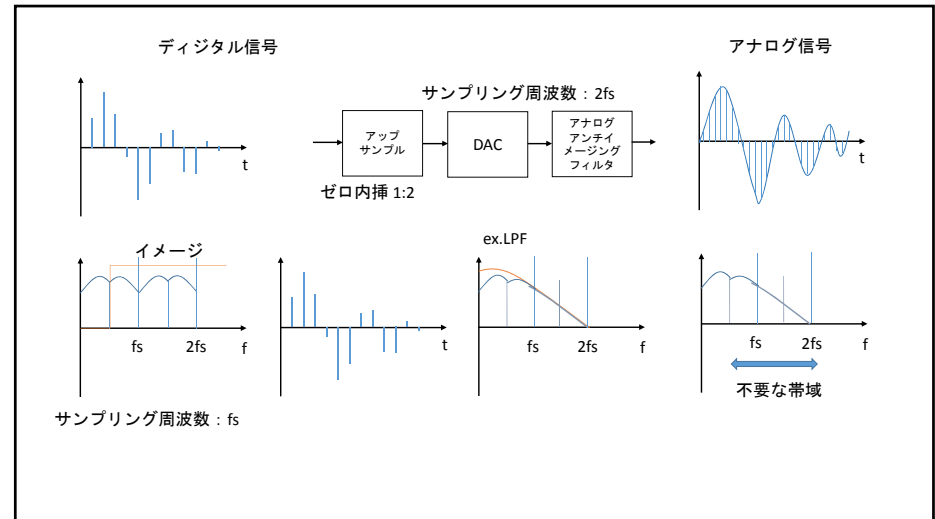 ディジタル信号
アナログ信号
サンプリング周波数：2fs
アップ
サンプル
DAC
アナログ
アンチイ
メージング
フィルタ
t
t
ゼロ内挿 1:2
イメージ
fs
2fs
f
t
ex.LPF
fs
2fs
f
fs
2fs
f
不要な帯域
サンプリング周波数：fs